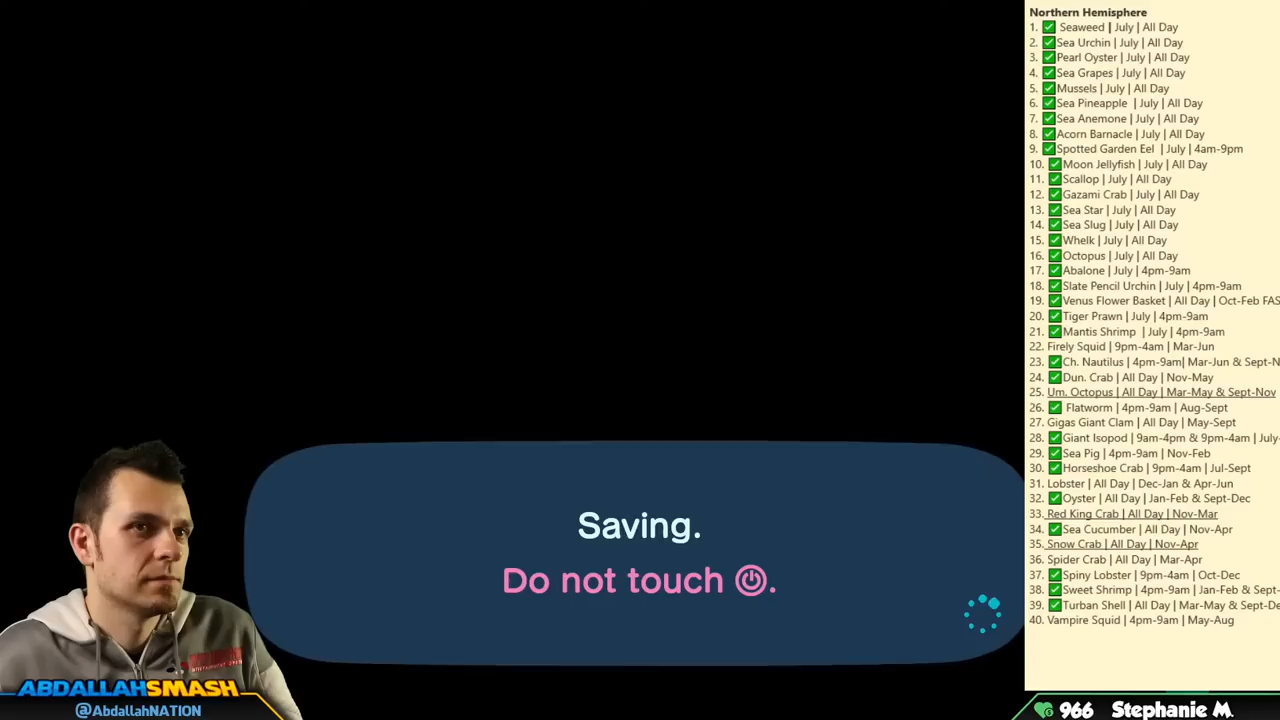 Northern Hemisphere
1. ✅ Seaweed | July | All Day
2. ✅Sea Urchin | July | All Day
3. ✅Pearl Oyster | July | All Day
4. ✅Sea Grapes | July | All Day
5. ✅Mussels | July | All Day
6. ✅Sea Pineapple | July | All Day
7. ✅Sea Anemone | July | All Day
8. ✅Acorn Barnacle | July | All Day
9. ✅Spotted Garden Eel | July | 4am-9pm
10. ✅Moon Jellyfish | July | All Day
11. ✅Scallop | July | All Day
12. ✅Gazami Crab | July | All Day
13. ✅Sea Star | July | All Day
14. ✅Sea Slug | July | All Day
15. ✅Whelk | July | All Day
16. ✅Octopus | July | All Day
17. ✅Abalone | July | 4pm-9am
18. ✅Slate Pencil Urchin | July | 4pm-9am
19. ✅Venus Flower Basket | All Day | Oct-Feb FAS
20. ✅Tiger Prawn | July | 4pm-9am
21. ✅Mantis Shrimp | July | 4pm-9am
22. Firely Squid | 9pm-4am | Mar-Jun
23. ✅Ch. Nautilus | 4pm-9am| Mar-Jun & Sept-N
24. ✅Dun. Crab | All Day | Nov-May
25. Um. Octopus | All Day | Mar-May & Sept-Nov
26. ✅ Flatworm | 4pm-9am | Aug-Sept
27. Gigas Giant Clam | All Day | May-Sept
28. ✅Giant Isopod | 9am-4pm & 9pm-4am | July-
29. ✅Sea Pig | 4pm-9am | Nov-Feb
30. ✅Horseshoe Crab | 9pm-4am | Jul-Sept
31. Lobster | All Day | Dec-Jan & Apr-Jun
32. ✅Oyster | All Day | Jan-Feb & Sept-Dec
33. Red King Crab | All Day | Nov-Mar
34. ✅Sea Cucumber | All Day | Nov-Apr
35. Snow Crab | All Day | Nov-Apr
36. Spider Crab | All Day | Mar-Apr
37. ✅Spiny Lobster | 9pm-4am | Oct-Dec
38. ✅Sweet Shrimp | 4pm-9am | Jan-Feb & Sept-
39. ✅Turban Shell | All Day | Mar-May & Sept-De
40. Vampire Squid | 4pm-9am | May-Aug
Saving.
Do not touch ⏻.
ABDALLAHSMASH
@AbdallahNATION
966 Stephanie M.